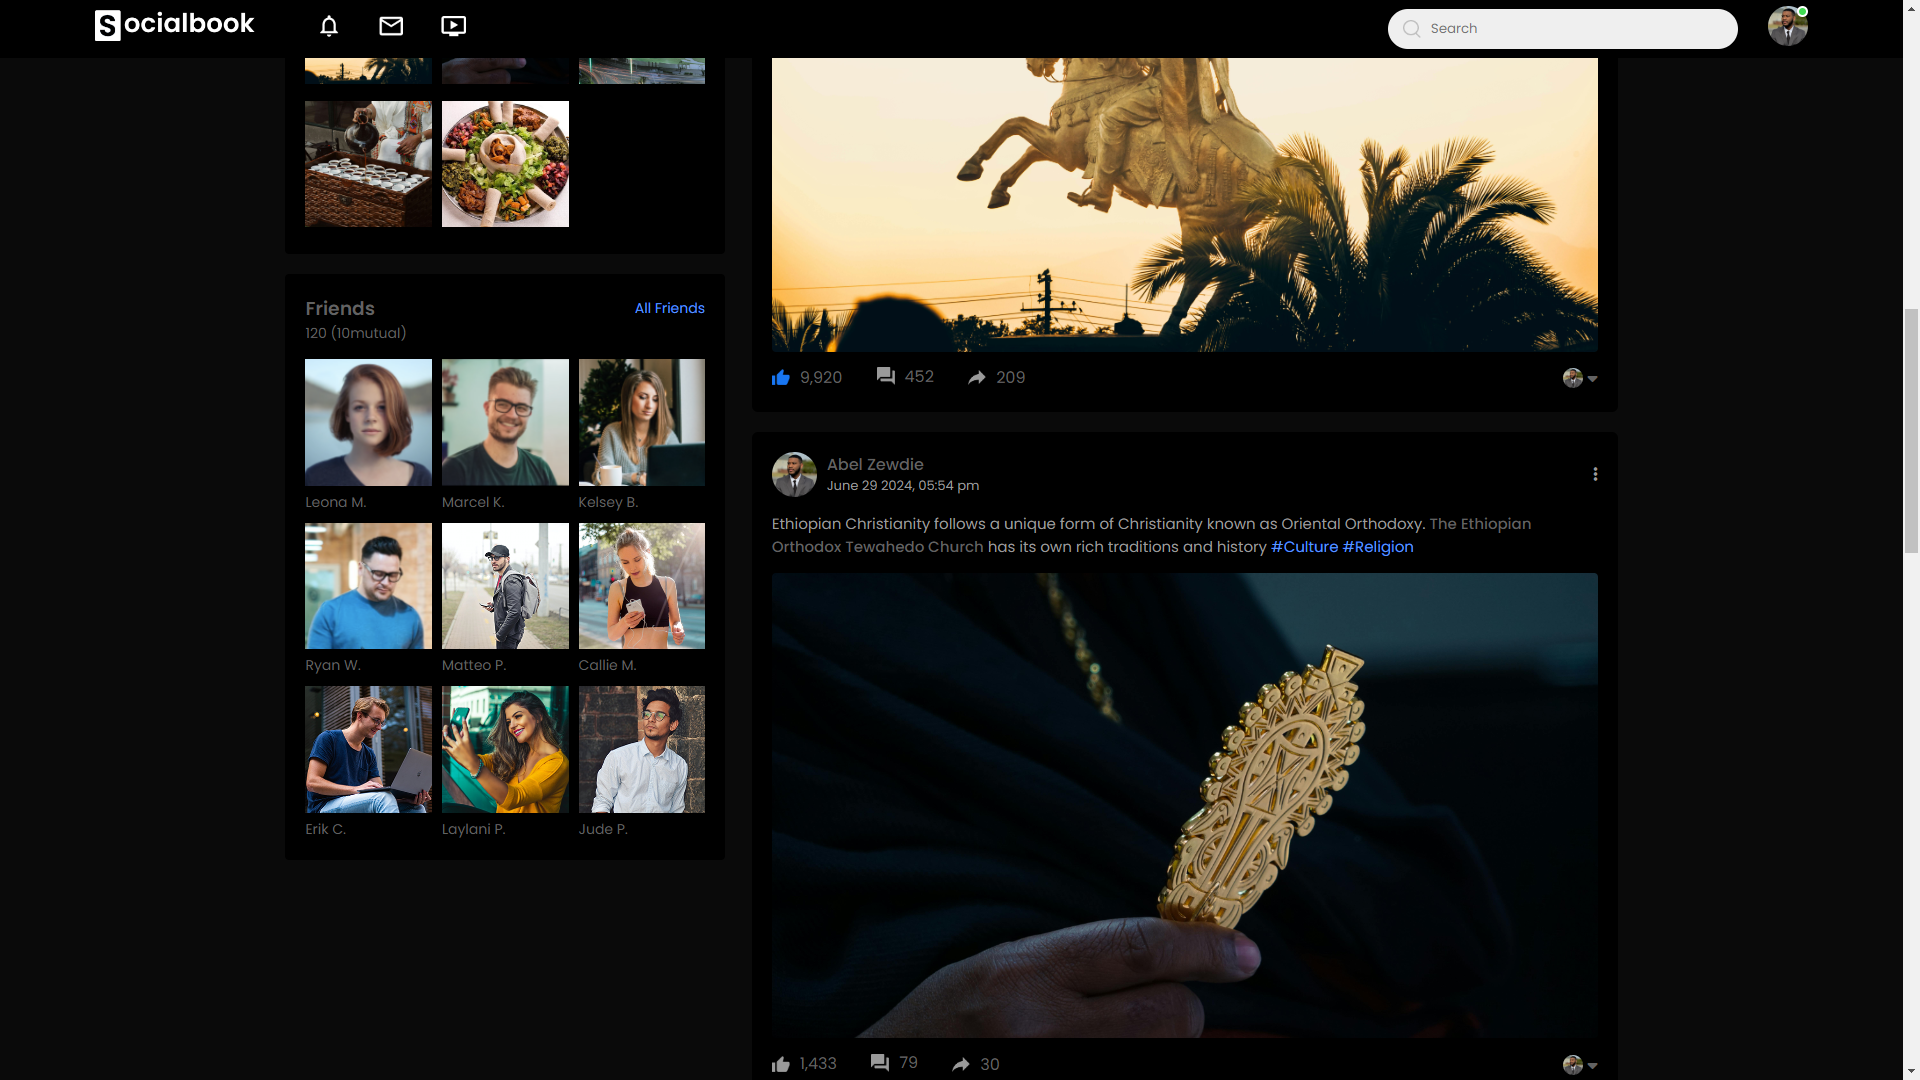 Socialbook
Search
Friends
All Friends
120 (10mutual)
Leona M.
Marcel K.
Kelsey B.
Ryan W.
Matteo P.
Callie M.
Erik C.
Laylani P.
Jude P.
9,920
452
209
Abel Zewdie
June 29 2024, 05:54 pm
Ethiopian Christianity follows a unique form of Christianity known as Oriental Orthodoxy. The Ethiopian
Orthodox Tewahedo Church has its own rich traditions and history #Culture #Religion
1,433
79
30